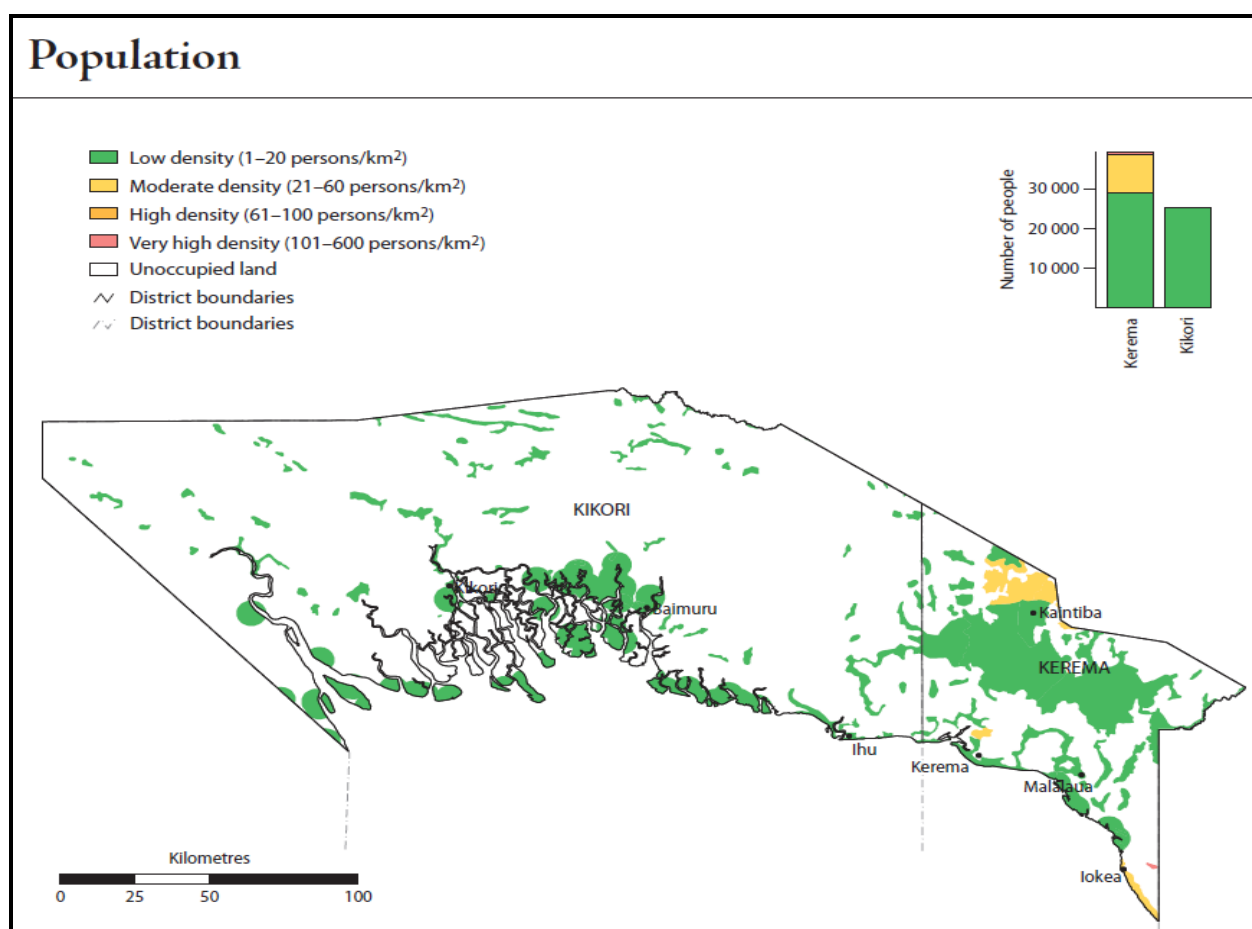 Population
Low density (1–20 persons/km²)
Moderate density (21–60 persons/km²)
High density (61–100 persons/km²)
Very high density (101–600 persons/km²)
Unoccupied land
District boundaries
District boundaries
Number of people
30 000
20 000
10 000
Kerema
Kikori
KIKORI
Kikori
Baimuru
Kaintiba
KEREMA
Ihu
Kerema
Malalaua
Iokea
Kilometres
0 25 50 100